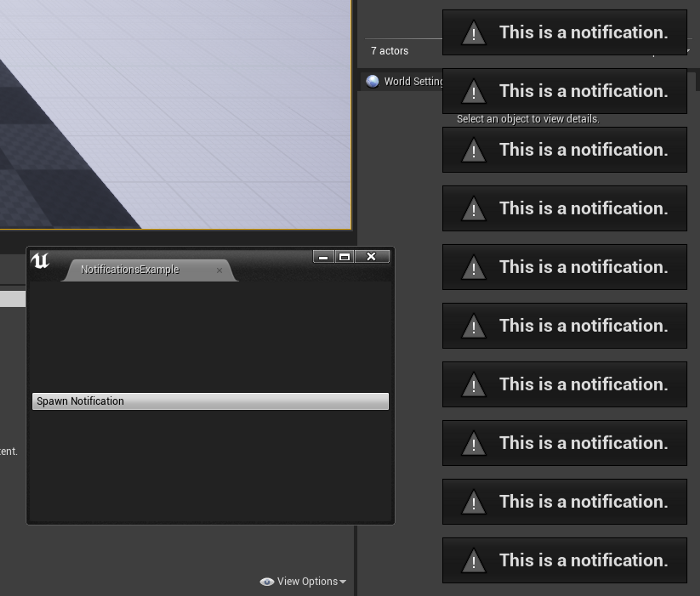 7 actors
World Setting
Select an object to view details.
This is a notification.
This is a notification.
This is a notification.
This is a notification.
This is a notification.
This is a notification.
This is a notification.
This is a notification.
This is a notification.
This is a notification.
NotificationsExample
Spawn Notification
tent.
View Options